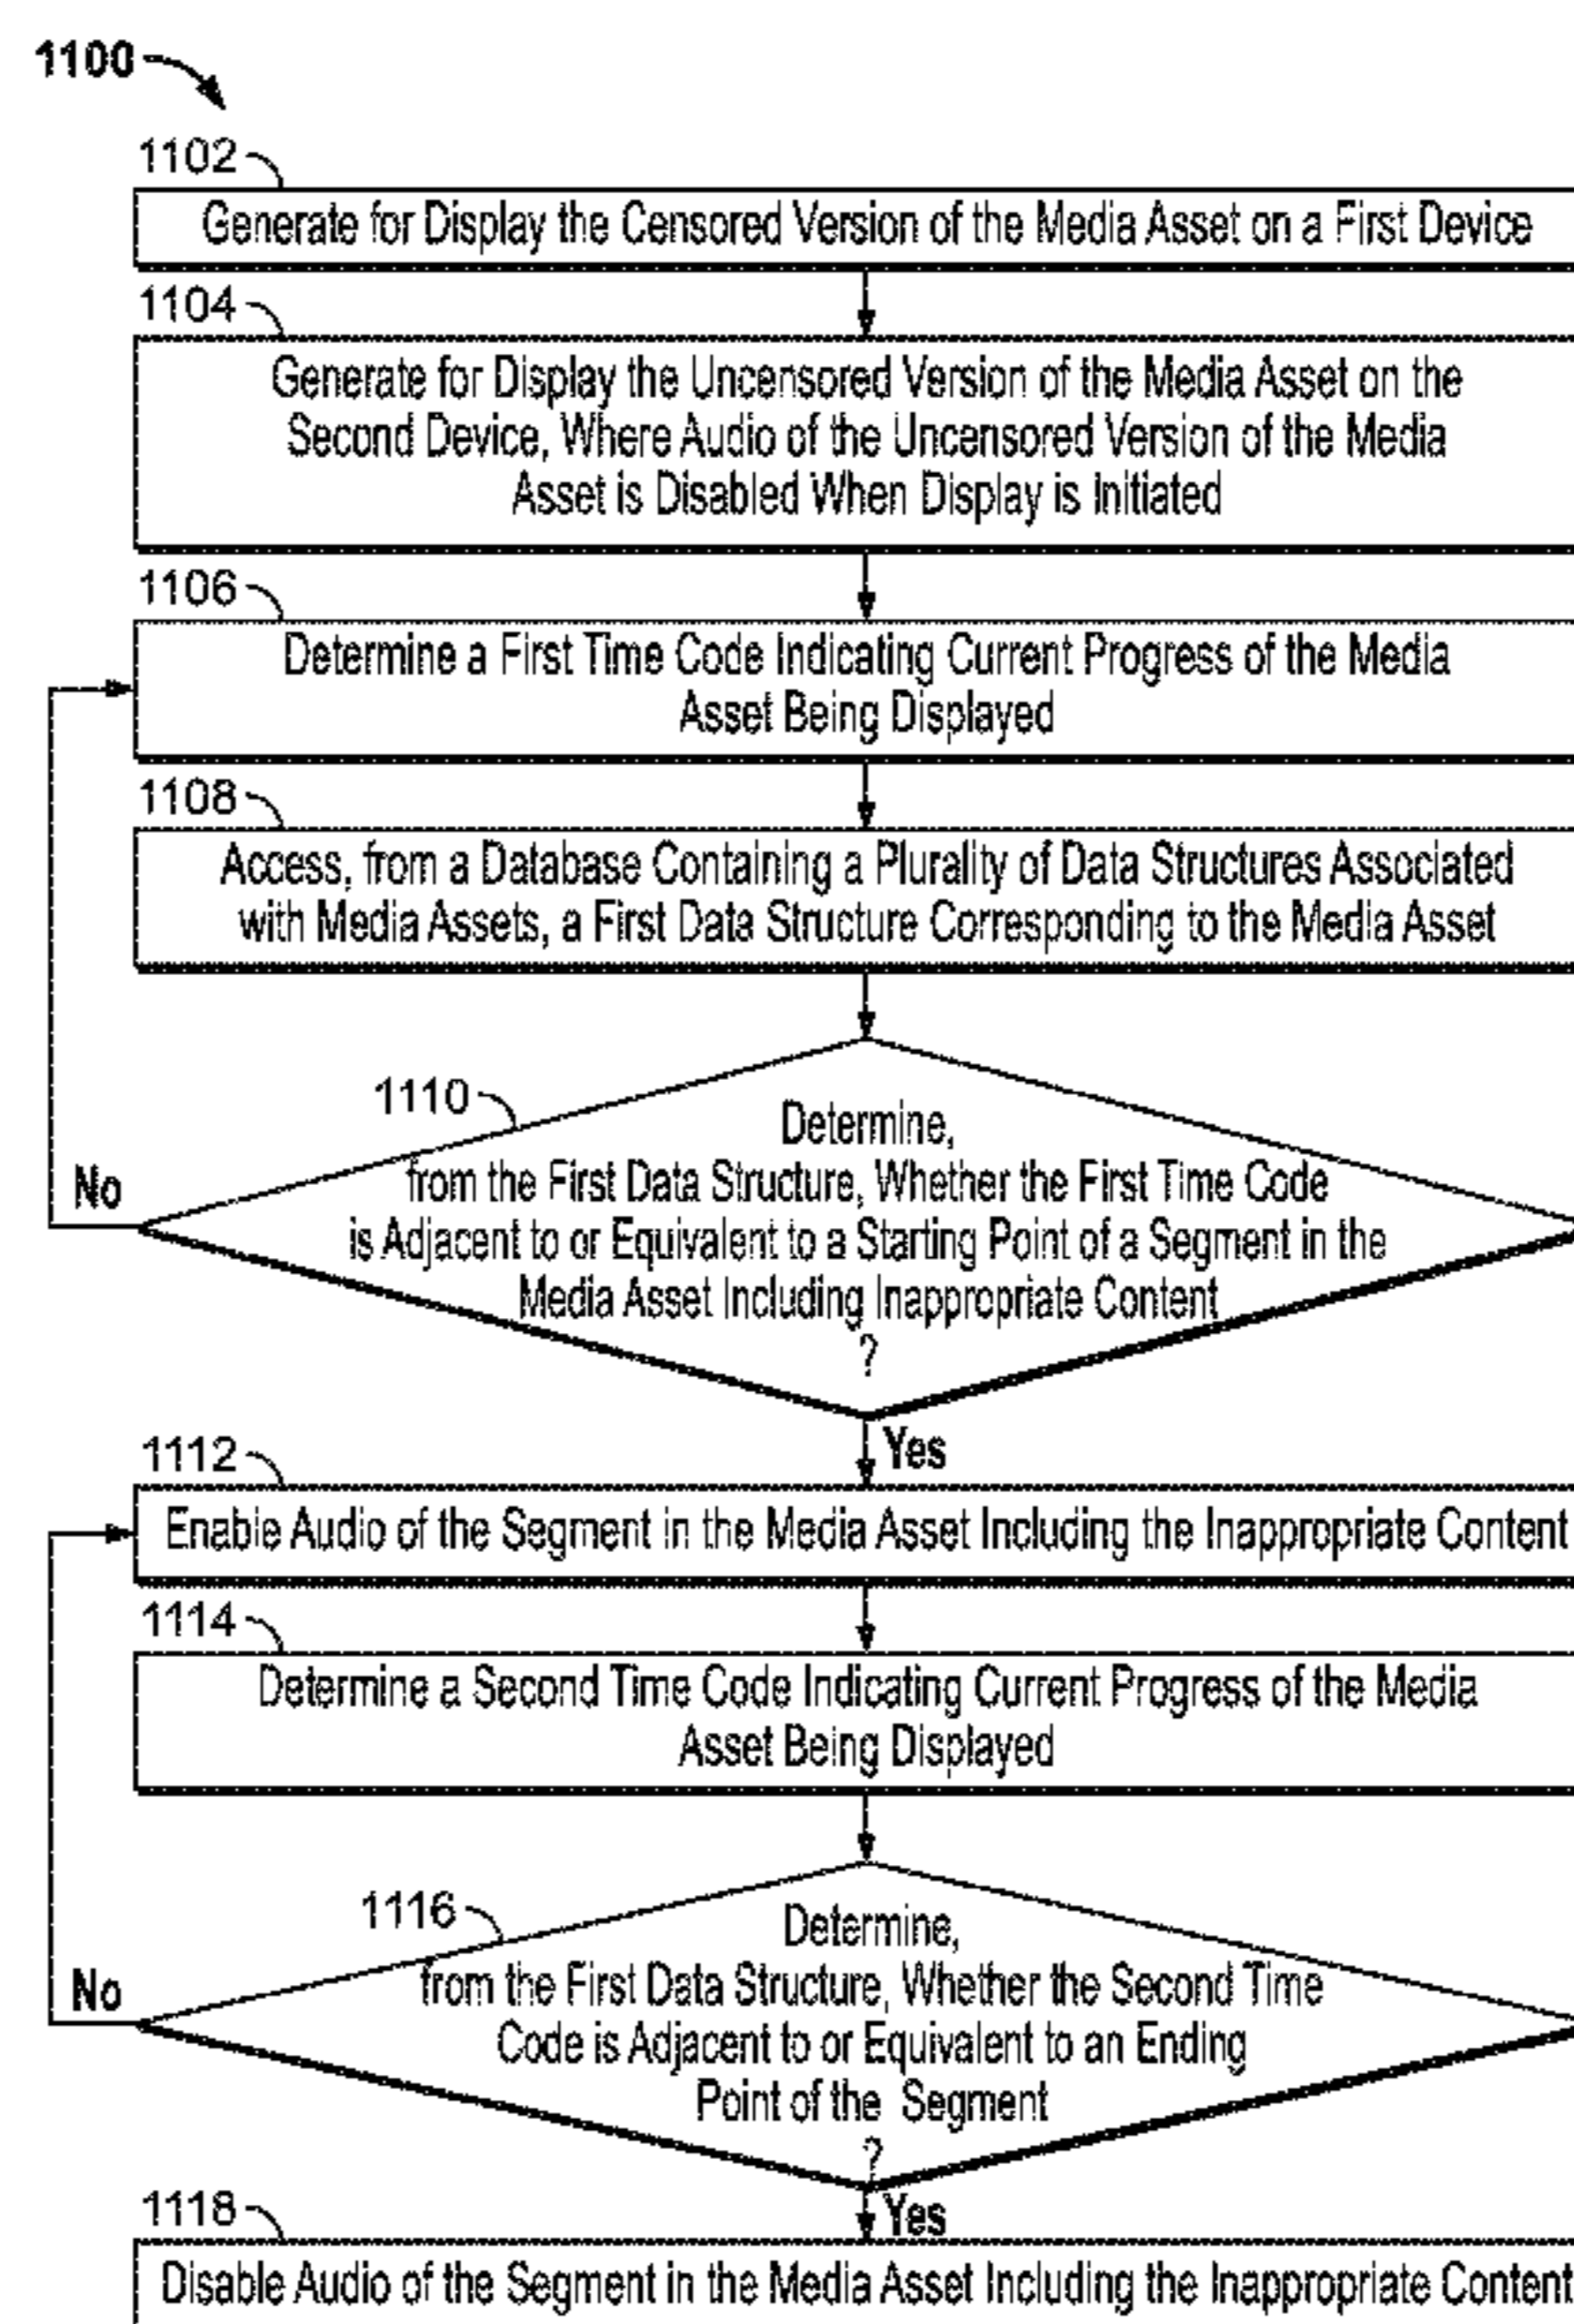 1100
1102
Generate for Display the Censored Version of the Media Asset on a First Device
1104
Generate for Display the Uncensored Version of the Media Asset on the
Second Device, Where Audio of the Uncensored Version of the Media
Asset is Disabled When Display is Initiated
1106
Determine a First Time Code Indicating Current Progress of the Media
Asset Being Displayed
1108
Access, from a Database Containing a Plurality of Data Structures Associated
with Media Assets, a First Data Structure Corresponding to the Media Asset
1110
Determine,
from the First Data Structure, Whether the First Time Code
is Adjacent to or Equivalent to a Starting Point of a Segment in the
Media Asset Including Inappropriate Content
?
No
Yes
1112
Enable Audio of the Segment in the Media Asset Including the Inappropriate Content
1114
Determine a Second Time Code Indicating Current Progress of the Media
Asset Being Displayed
1116
Determine,
from the First Data Structure, Whether the Second Time
Code is Adjacent to or Equivalent to an Ending
Point of the Segment
?
No
Yes
1118
Disable Audio of the Segment in the Media Asset Including the Inappropriate Content